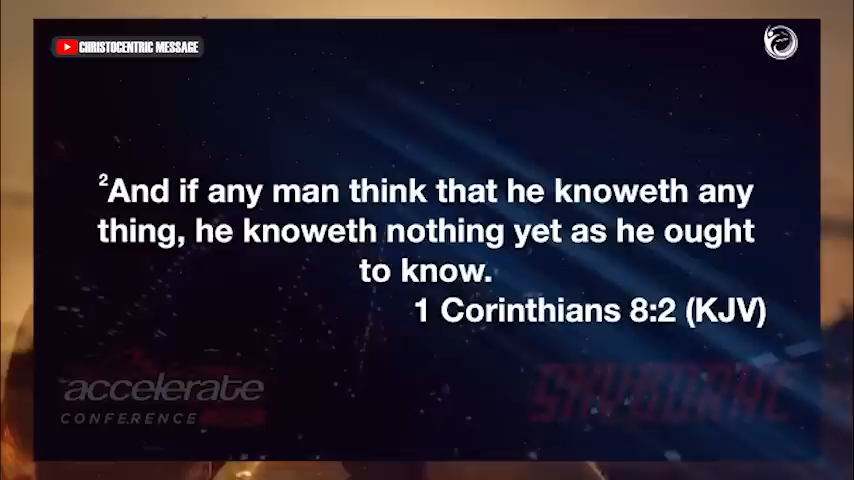 CHRISTOCENTRIC MESSAGE
²And if any man think that he knoweth any
thing, he knoweth nothing yet as he ought
to know.
1 Corinthians 8:2 (KJV)
accelerate
CONFERENCE